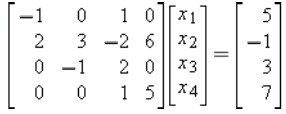 -1 0 1 0 x₁ 5
2 3 -2 6 x₂ = -1
0 -1 2 0 x₃ 3
0 0 1 5 x₄ 7